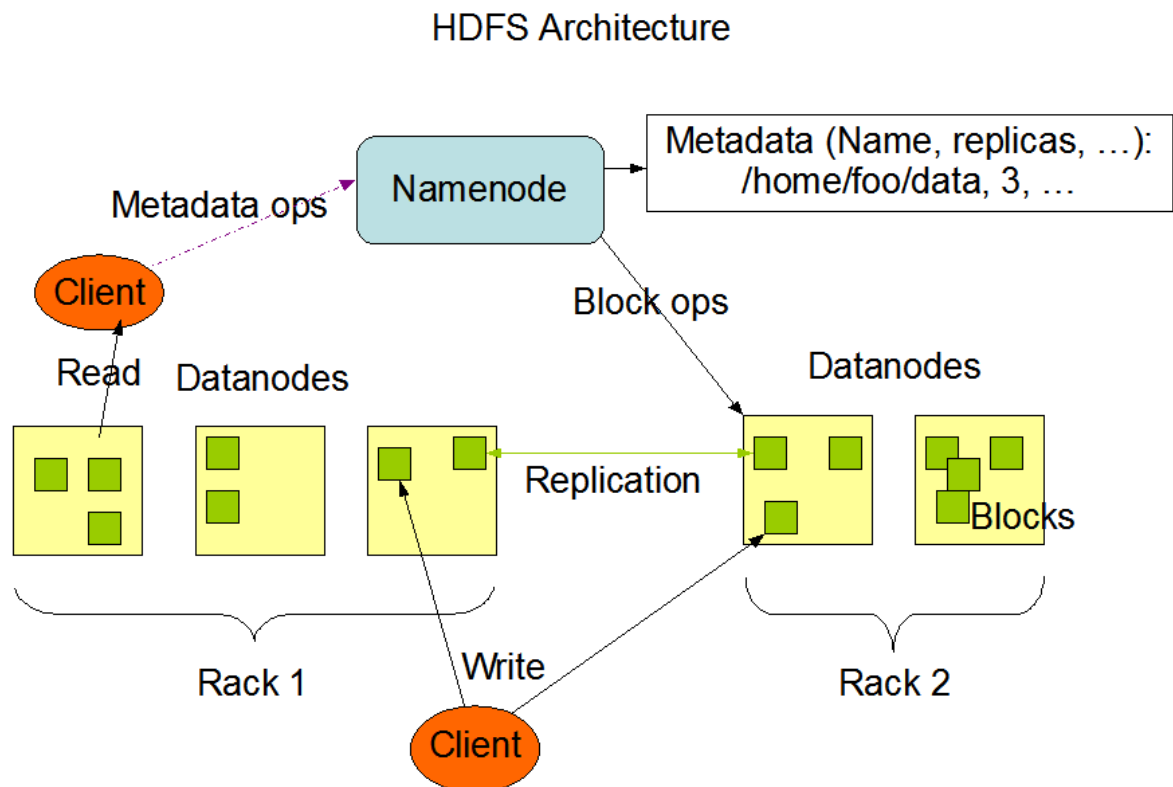 HDFS Architecture
Metadata (Name, replicas, …):
/home/foo/data, 3, …
Namenode
Metadata ops
Client
Block ops
Read
Datanodes
Datanodes
Replication
Blocks
Write
Rack 1
Rack 2
Client